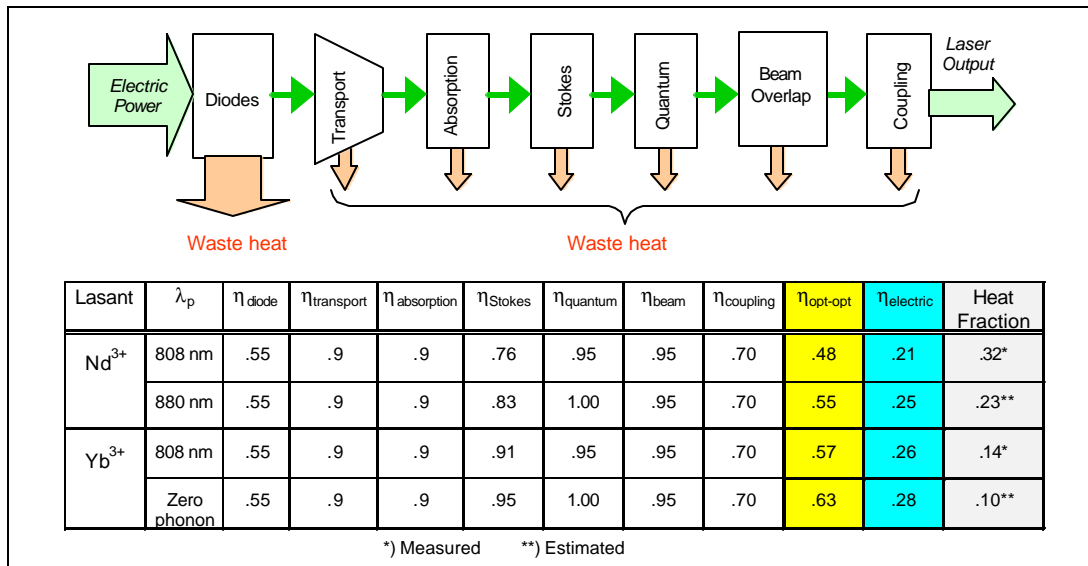 Electric Power
Diodes
Transport
Absorption
Stokes
Quantum
Beam Overlap
Coupling
Laser Output
Waste heat
Waste heat
Lasant λp ηdiode ηtransport ηabsorption ηStokes ηquantum ηbeam ηcoupling ηopt-opt ηelectric Heat Fraction
Nd3+ 808 nm .55 .9 .9 .76 .95 .95 .70 .48 .21 .32*
880 nm .55 .9 .9 .83 1.00 .95 .70 .55 .25 .23**
Yb3+ 808 nm .55 .9 .9 .91 .95 .95 .70 .57 .26 .14*
Zero phonon .55 .9 .9 .95 1.00 .95 .70 .63 .28 .10**
*) Measured **) Estimated